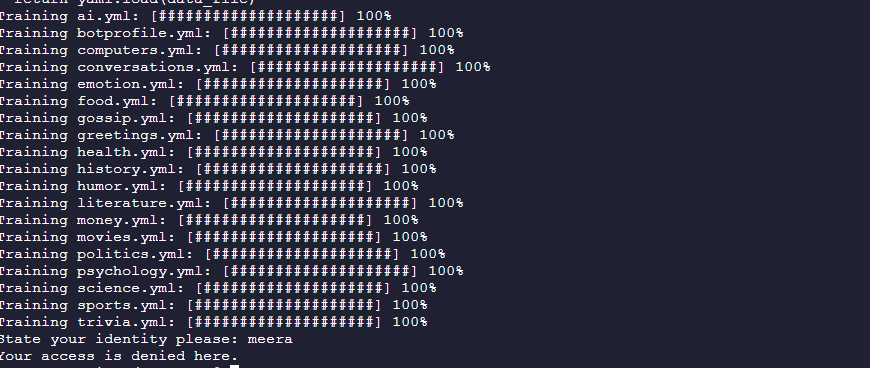 return yaml.load(data_file)
Training ai.yml: [####################] 100%
Training botprofile.yml: [####################] 100%
Training computers.yml: [####################] 100%
Training conversations.yml: [####################] 100%
Training emotion.yml: [####################] 100%
Training food.yml: [####################] 100%
Training gossip.yml: [####################] 100%
Training greetings.yml: [####################] 100%
Training health.yml: [####################] 100%
Training history.yml: [####################] 100%
Training humor.yml: [####################] 100%
Training literature.yml: [####################] 100%
Training money.yml: [####################] 100%
Training movies.yml: [####################] 100%
Training politics.yml: [####################] 100%
Training psychology.yml: [####################] 100%
Training science.yml: [####################] 100%
Training sports.yml: [####################] 100%
Training trivia.yml: [####################] 100%
State your identity please: meera
Your access is denied here.